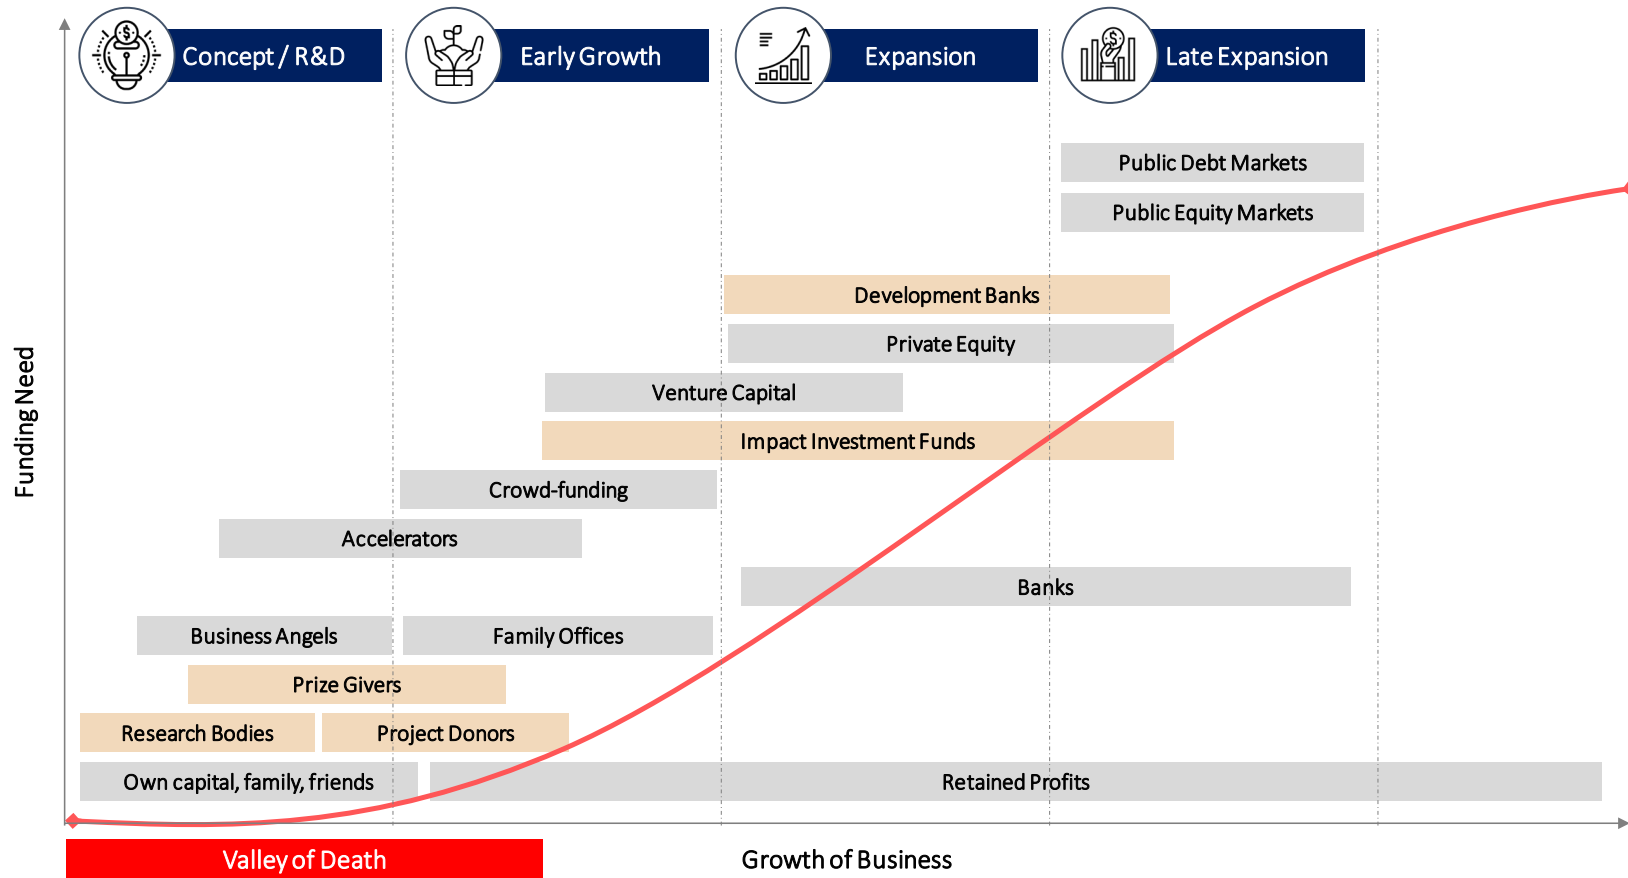 Concept / R&D
Early Growth
Expansion
Late Expansion
Public Debt Markets
Public Equity Markets
Development Banks
Private Equity
Venture Capital
Impact Investment Funds
Crowd-funding
Accelerators
Banks
Business Angels
Family Offices
Prize Givers
Research Bodies
Project Donors
Own capital, family, friends
Retained Profits
Funding Need
Valley of Death
Growth of Business